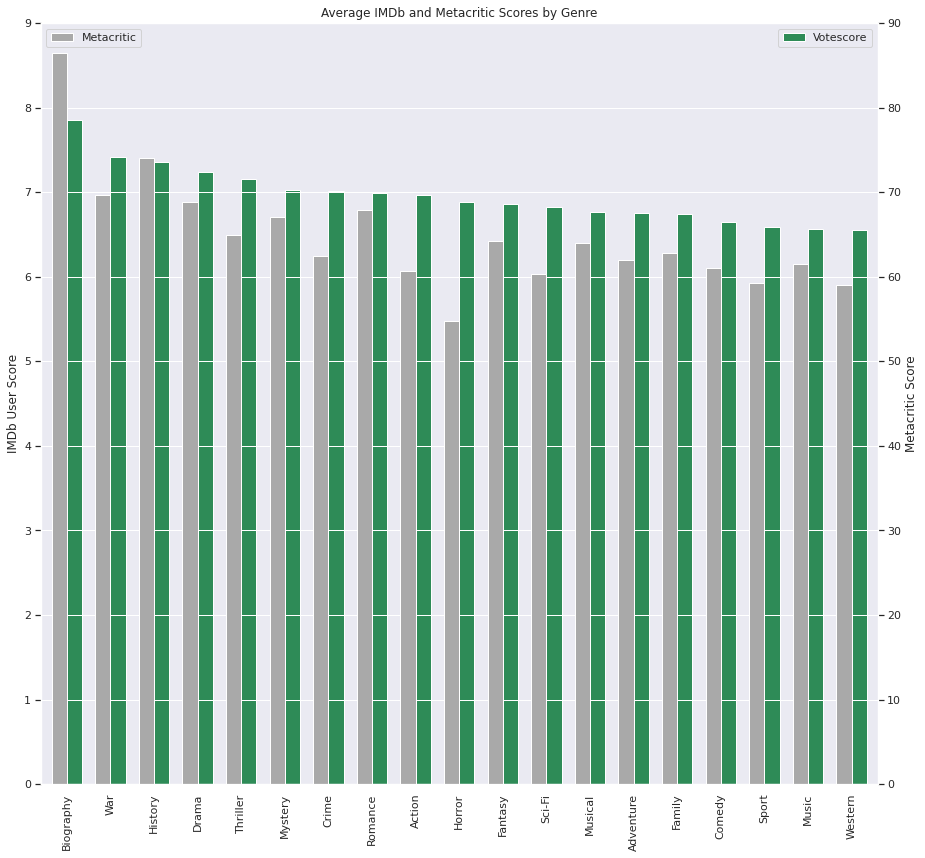 Average IMDb and Metacritic Scores by Genre
Metacritic
Votescore
IMDb User Score
9
8
7
6
5
4
3
2
1
0
90
80
70
60
50
40
30
20
10
0
Metacritic Score
Biography
War
History
Drama
Thriller
Mystery
Crime
Romance
Action
Horror
Fantasy
Sci-Fi
Musical
Adventure
Family
Comedy
Sport
Music
Western